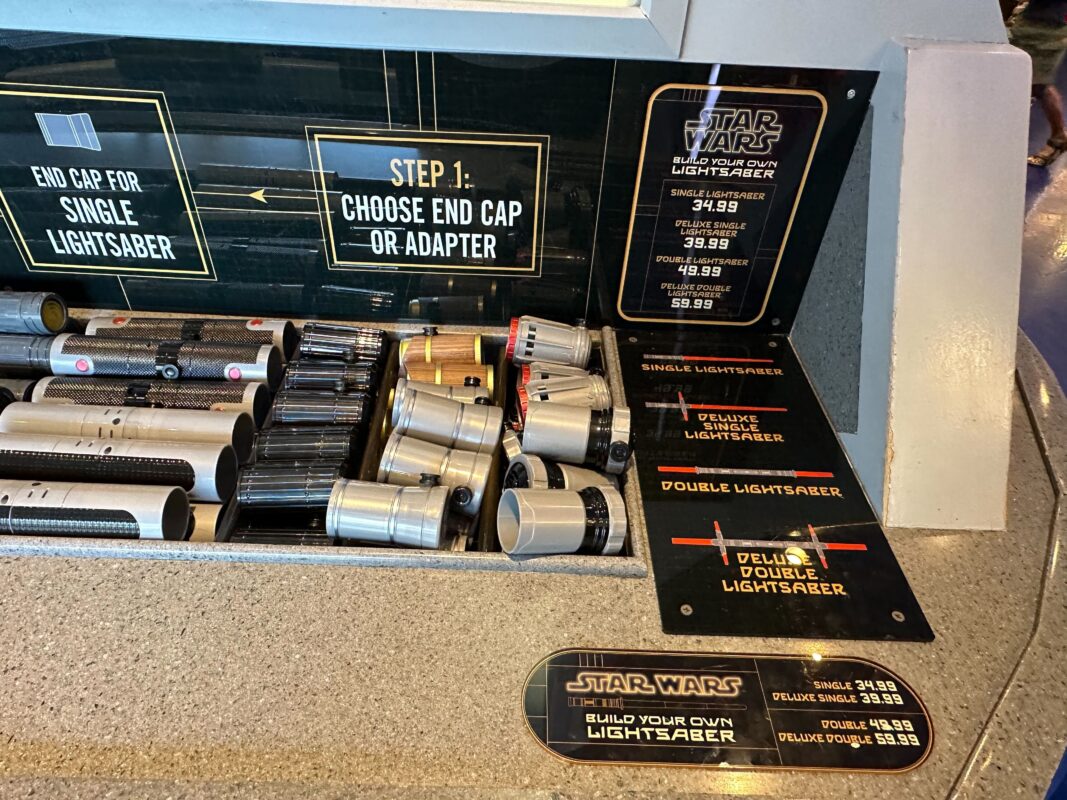 END CAP FOR
SINGLE
LIGHTSABER
STEP 1:
CHOOSE END CAP
OR ADAPTER
STAR
WARS
BUILD YOUR OWN
LIGHTSABER
SINGLE LIGHTSABER
34.99
DELUXE SINGLE
LIGHTSABER
39.99
DOUBLE LIGHTSABER
49.99
DELUXE DOUBLE
LIGHTSABER
59.99
SINGLE LIGHTSABER
DELUXE
SINGLE
LIGHTSABER
DOUBLE LIGHTSABER
DELUXE
DOUBLE
LIGHTSABER
STAR WARS
BUILD YOUR OWN
LIGHTSABER
SINGLE 34.99
DELUXE SINGLE 39.99
DOUBLE 49.99
DELUXE DOUBLE 59.99